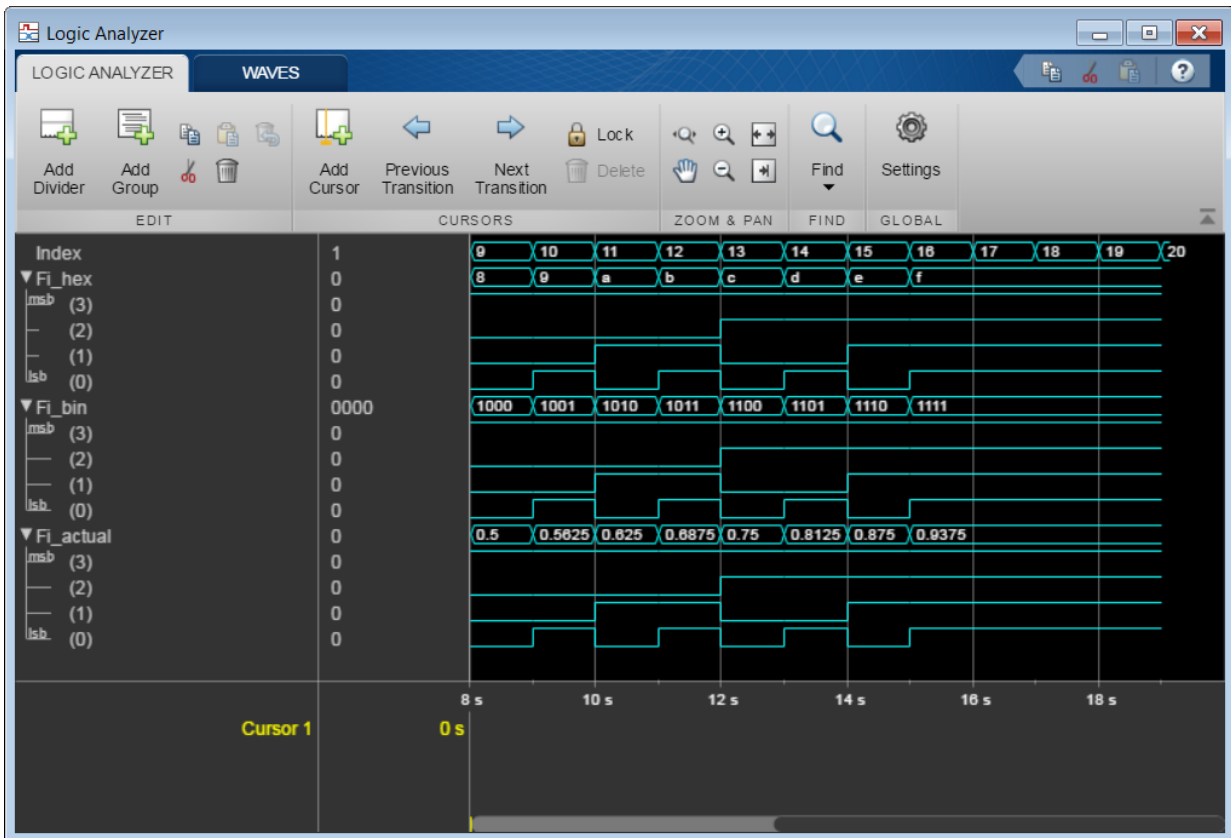 Logic Analyzer
LOGIC ANALYZER
WAVES
?
Add Divider
Add Group
Add Cursor
Previous Transition
Next Transition
Lock
Delete
Find
Settings
EDIT
CURSORS
ZOOM & PAN
FIND
GLOBAL
Index 1 9 10 11 12 13 14 15 16 17 18 19 20
Fi_hex 0 8 9 a b c d e f
msb (3) 0
(2) 0
(1) 0
lsb (0) 0
Fi_bin 0000 1000 1001 1010 1011 1100 1101 1110 1111
msb (3) 0
(2) 0
(1) 0
lsb (0) 0
Fi_actual 0 0.5 0.5625 0.625 0.6875 0.75 0.8125 0.875 0.9375
msb (3) 0
(2) 0
(1) 0
lsb (0) 0
8 s 10 s 12 s 14 s 16 s 18 s
Cursor 1 0 s